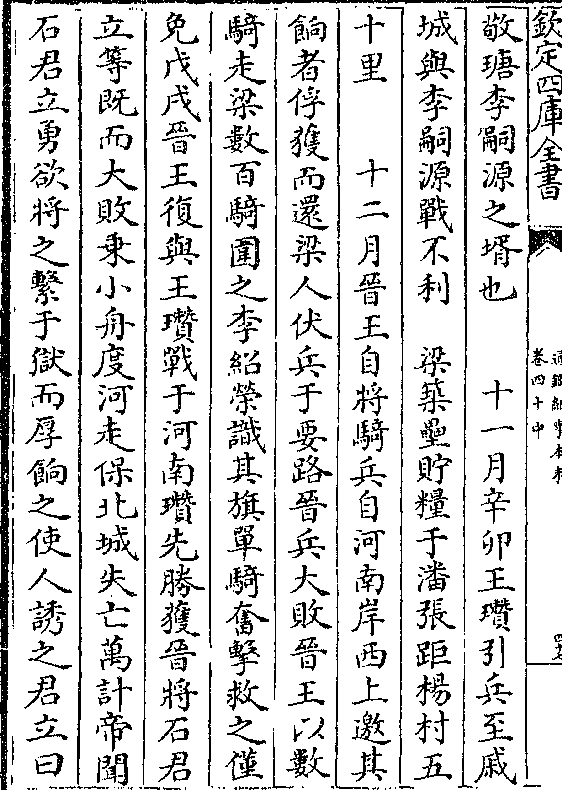 欽定四庫全書
通鑑紀事本末
卷四十中
敬瑭李嗣源之壻也　　十一月辛卯王瓚引兵至戚
城與李嗣源戰不利　梁築壘貯糧于潘張距楊村五
十里　　十二月晉王自將騎兵自河南岸西上邀其
餉者俘獲而還梁人伏兵于要路晉兵大敗晉王以數
騎走梁數百騎圍之李紹榮識其旗單騎奮擊救之僅
免戊戌晉王復與王瓚戰于河南瓚先勝獲晉將石君
立等既而大敗乘小舟度河走保北城失亡萬計帝聞
石君立勇欲將之繫于獄而厚餉之使人誘之君立曰